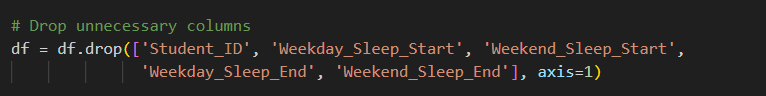 # Drop unnecessary columns
df = df.drop(['Student_ID', 'Weekday_Sleep_Start', 'Weekend_Sleep_Start',
'Weekday_Sleep_End', 'Weekend_Sleep_End'], axis=1)